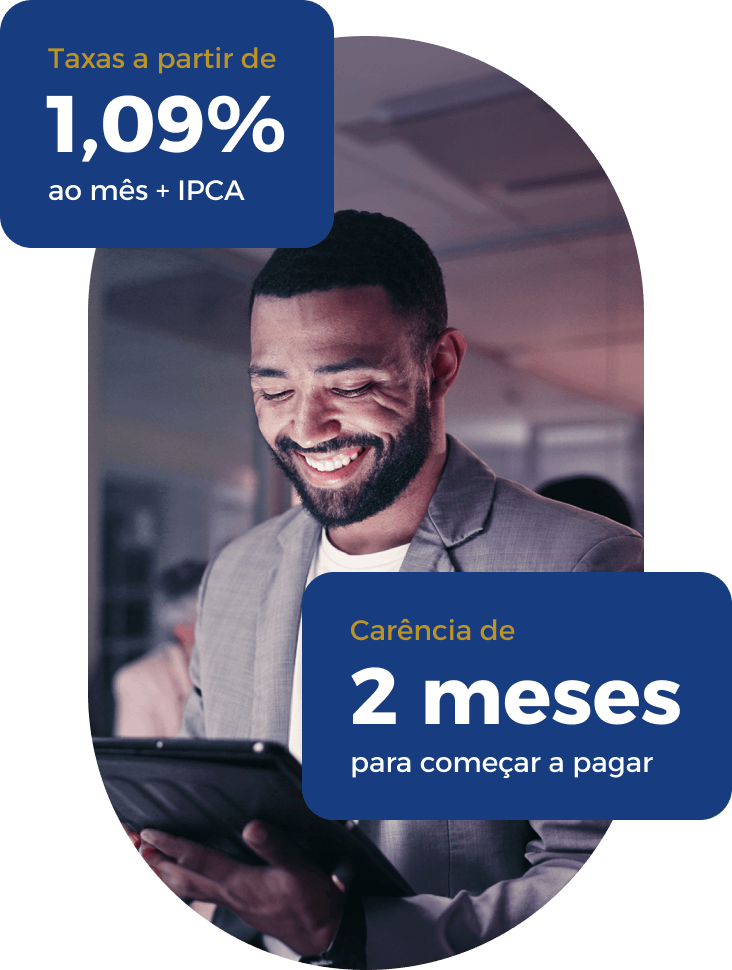 Taxas a partir de
1,09%
ao mês + IPCA
Carência de
2 meses
para começar a pagar